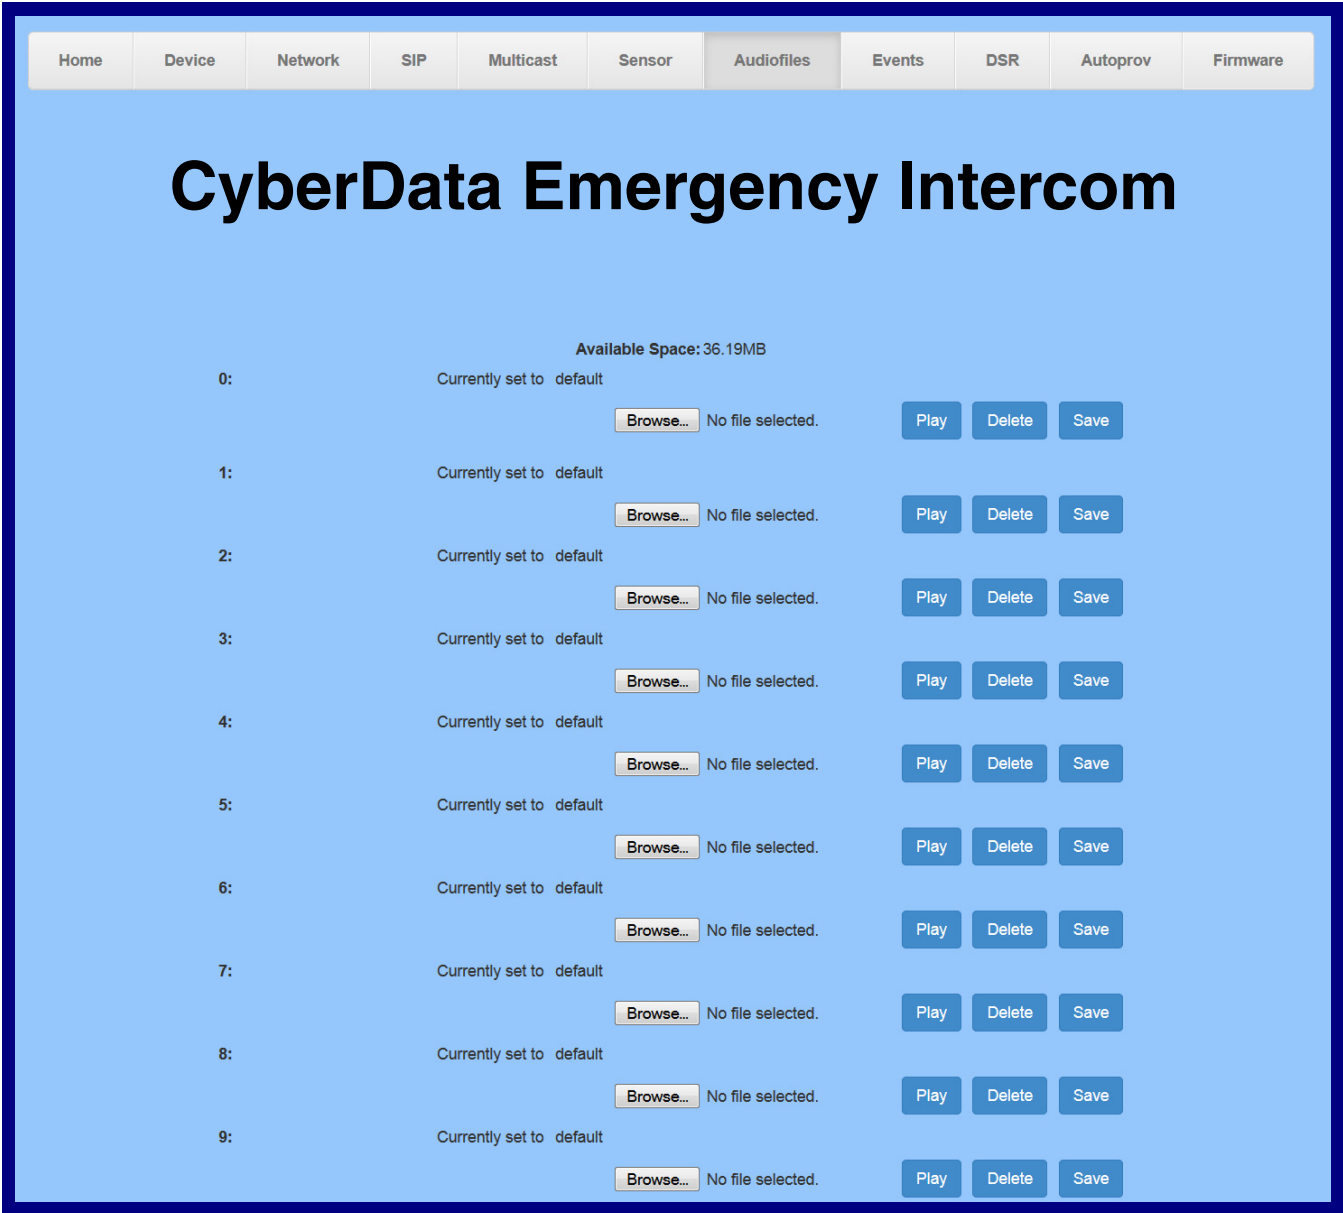 Home Device Network SIP Multicast Sensor Audiofiles Events DSR Autoprov Firmware
CyberData Emergency Intercom
Available Space: 36.19MB
0: Currently set to default
Browse... No file selected. Play Delete Save
1: Currently set to default
Browse... No file selected. Play Delete Save
2: Currently set to default
Browse... No file selected. Play Delete Save
3: Currently set to default
Browse... No file selected. Play Delete Save
4: Currently set to default
Browse... No file selected. Play Delete Save
5: Currently set to default
Browse... No file selected. Play Delete Save
6: Currently set to default
Browse... No file selected. Play Delete Save
7: Currently set to default
Browse... No file selected. Play Delete Save
8: Currently set to default
Browse... No file selected. Play Delete Save
9: Currently set to default
Browse... No file selected. Play Delete Save